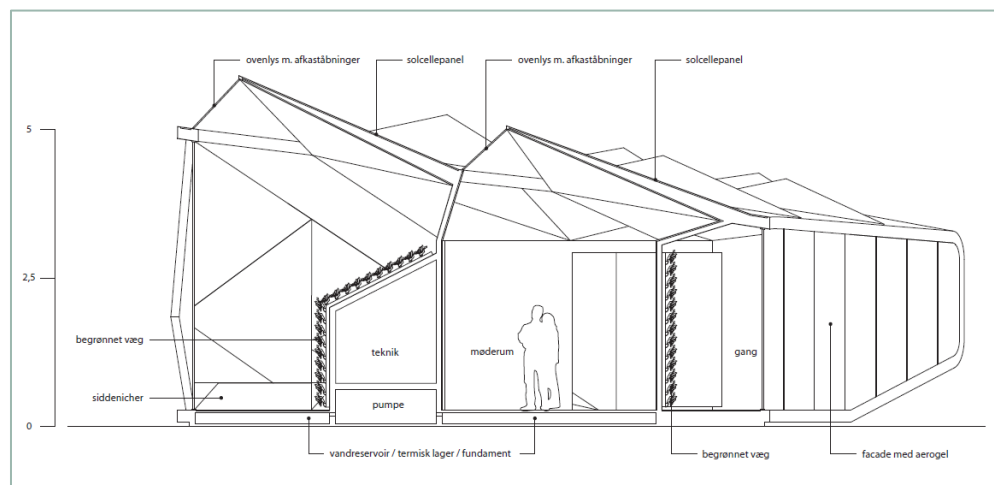 ovenlys m. afkaståbninger
solcellepanel
ovenlys m. afkaståbninger
solcellepanel
5
2,5
begrønnet væg
teknik
møderum
gang
siddenicher
pumpe
0
vandreservoir / termisk lager / fundament
begrønnet væg
facade med aerogel